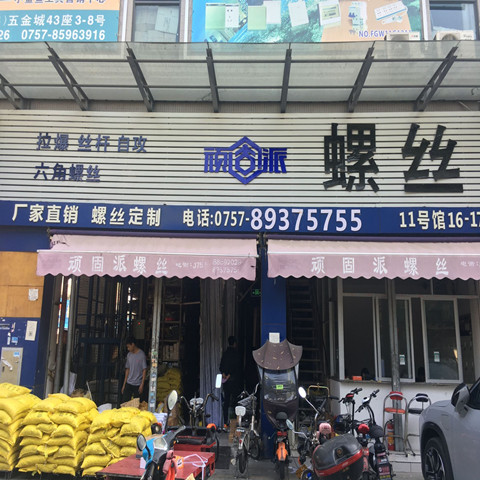 五金城43座3-8号
0757-85963916
拉爆 丝杆 自攻
六角螺丝
顽固派
螺丝
厂家直销 螺丝定制 电话:0757-89375755 11号馆16-17
顽固派螺丝
顽固派螺丝